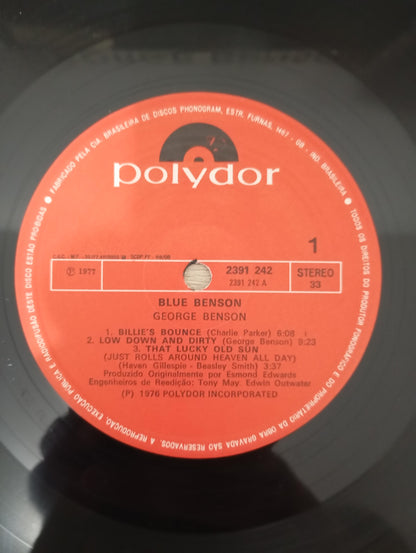 FABRICADO PELA CIA. BRASILEIRA DE DISCOS PHONOGRAM, ESTR. FURNAS, 1467 - GB - IND. BRASILEIRA
TODOS OS DIREITOS DO PRODUTOR FONOGRÁFICO E DO PROPRIETÁRIO DA OBRA GRAVADA SÃO RESERVADOS. A REPRODUÇÃO, EXECUÇÃO PÚBLICA E RADIODIFUSÃO DESTE DISCO ESTÃO PROIBIDAS
polydor
1
℗ 1977
2391 242
2391 242 A
STEREO
33
BLUE BENSON
GEORGE BENSON
1. BILLIE'S BOUNCE (Charlie Parker) 6:08
2. LOW DOWN AND DIRTY (George Benson) 9:23
3. THAT LUCKY OLD SUN
(JUST ROLLS AROUND HEAVEN ALL DAY)
(Haven Gillespie - Beasley Smith) 3:37
Produzido Originalmente por Esmond Edwards
Engenheiros de Reedição: Tony May. Edwin Outwater
(P) 1976 POLYDOR INCORPORATED